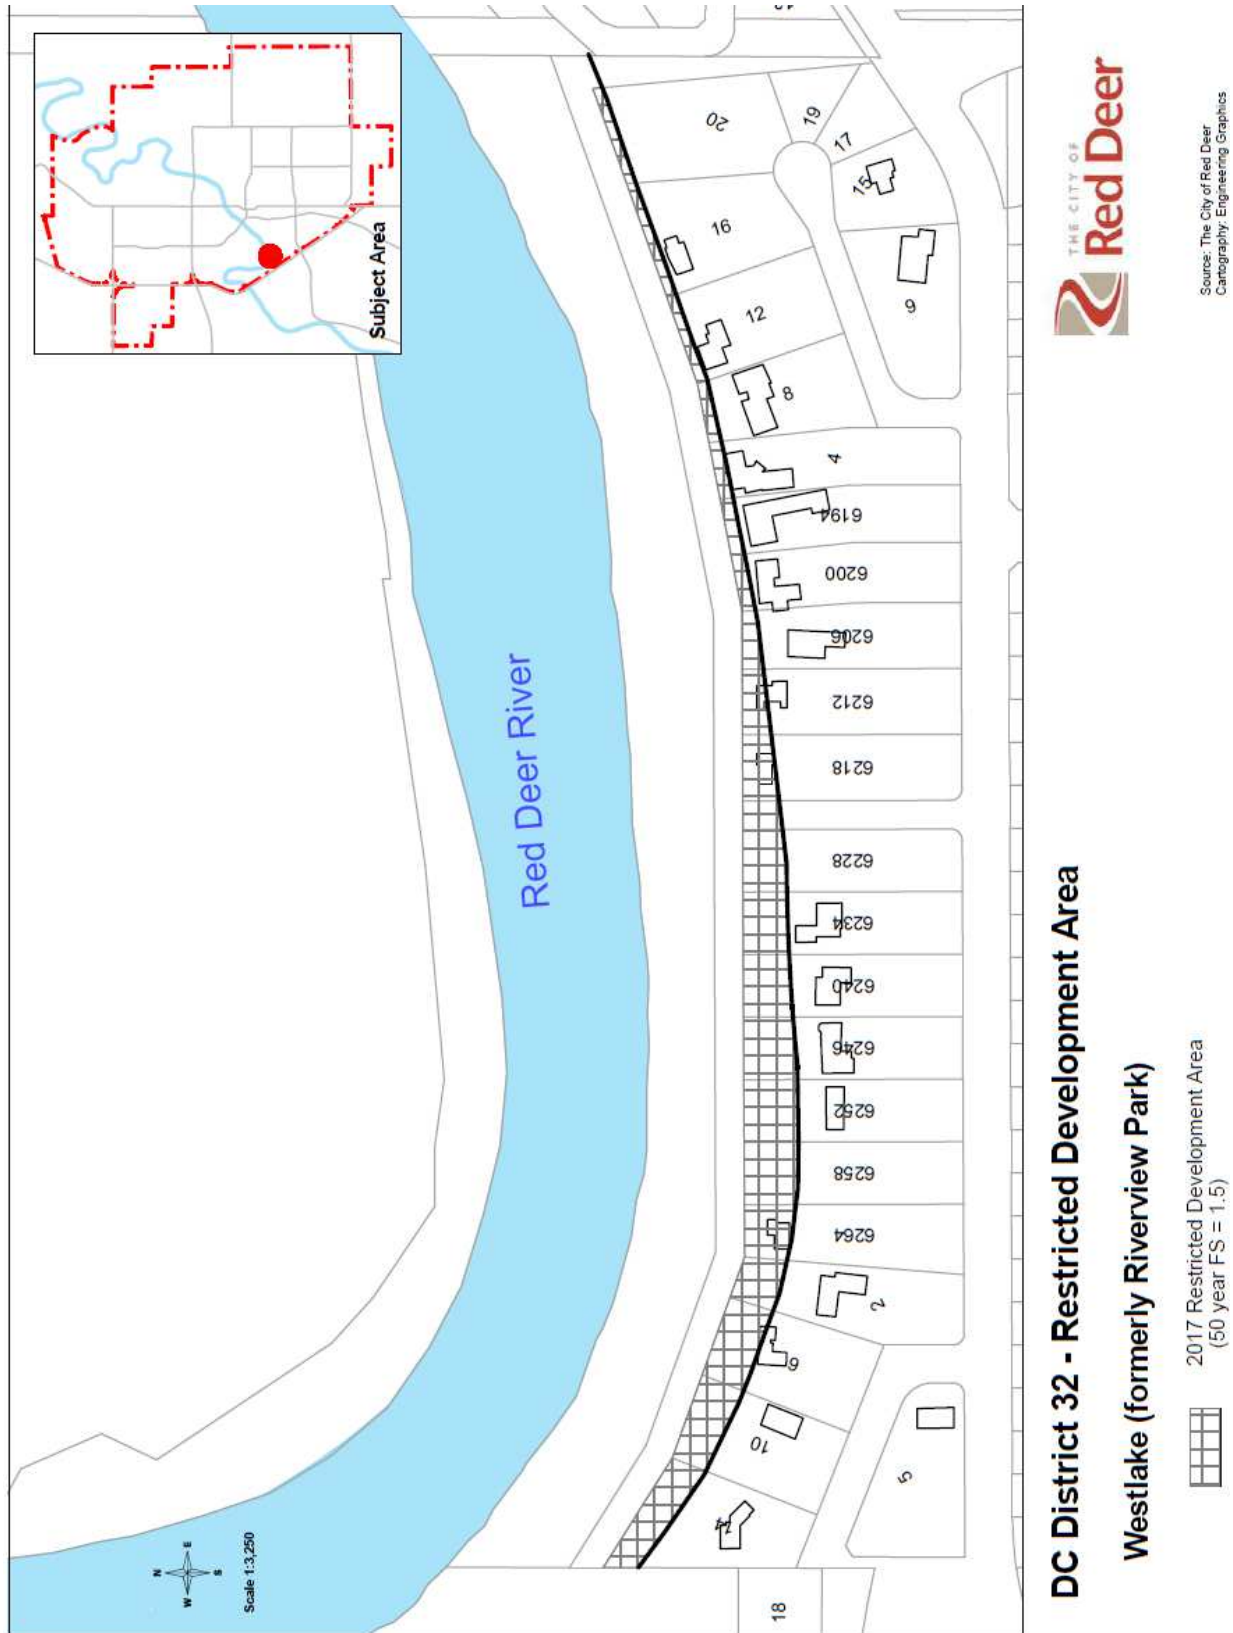 Subject Area
Red Deer River
N
W
E
S
Scale 1:3,250
18
14
10
6
2
5
6264
6258
6252
6246
6240
6234
6228
6218
6212
6206
6200
6194
4
8
12
16
20
19
17
15
9
DC District 32 - Restricted Development Area
Westlake (formerly Riverview Park)
2017 Restricted Development Area
(50 year FS = 1.5)
THE CITY OF
Red Deer
Source: The City of Red Deer
Cartography: Engineering Graphics